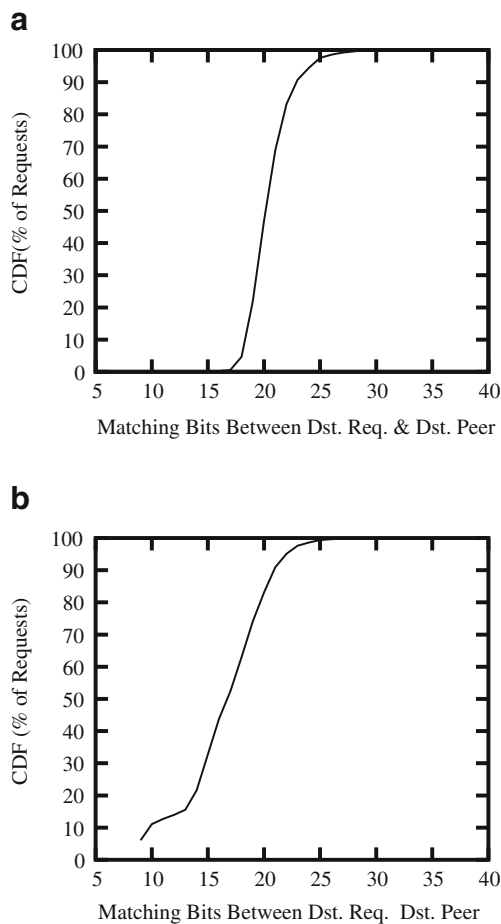 a
100
90
80
70
60
50
40
30
20
10
0
CDF(% of Requests)
5 10 15 20 25 30 35 40
Matching Bits Between Dst. Req. & Dst. Peer
b
100
90
80
70
60
50
40
30
20
10
0
CDF (% of Requests)
5 10 15 20 25 30 35 40
Matching Bits Between Dst. Req. Dst. Peer